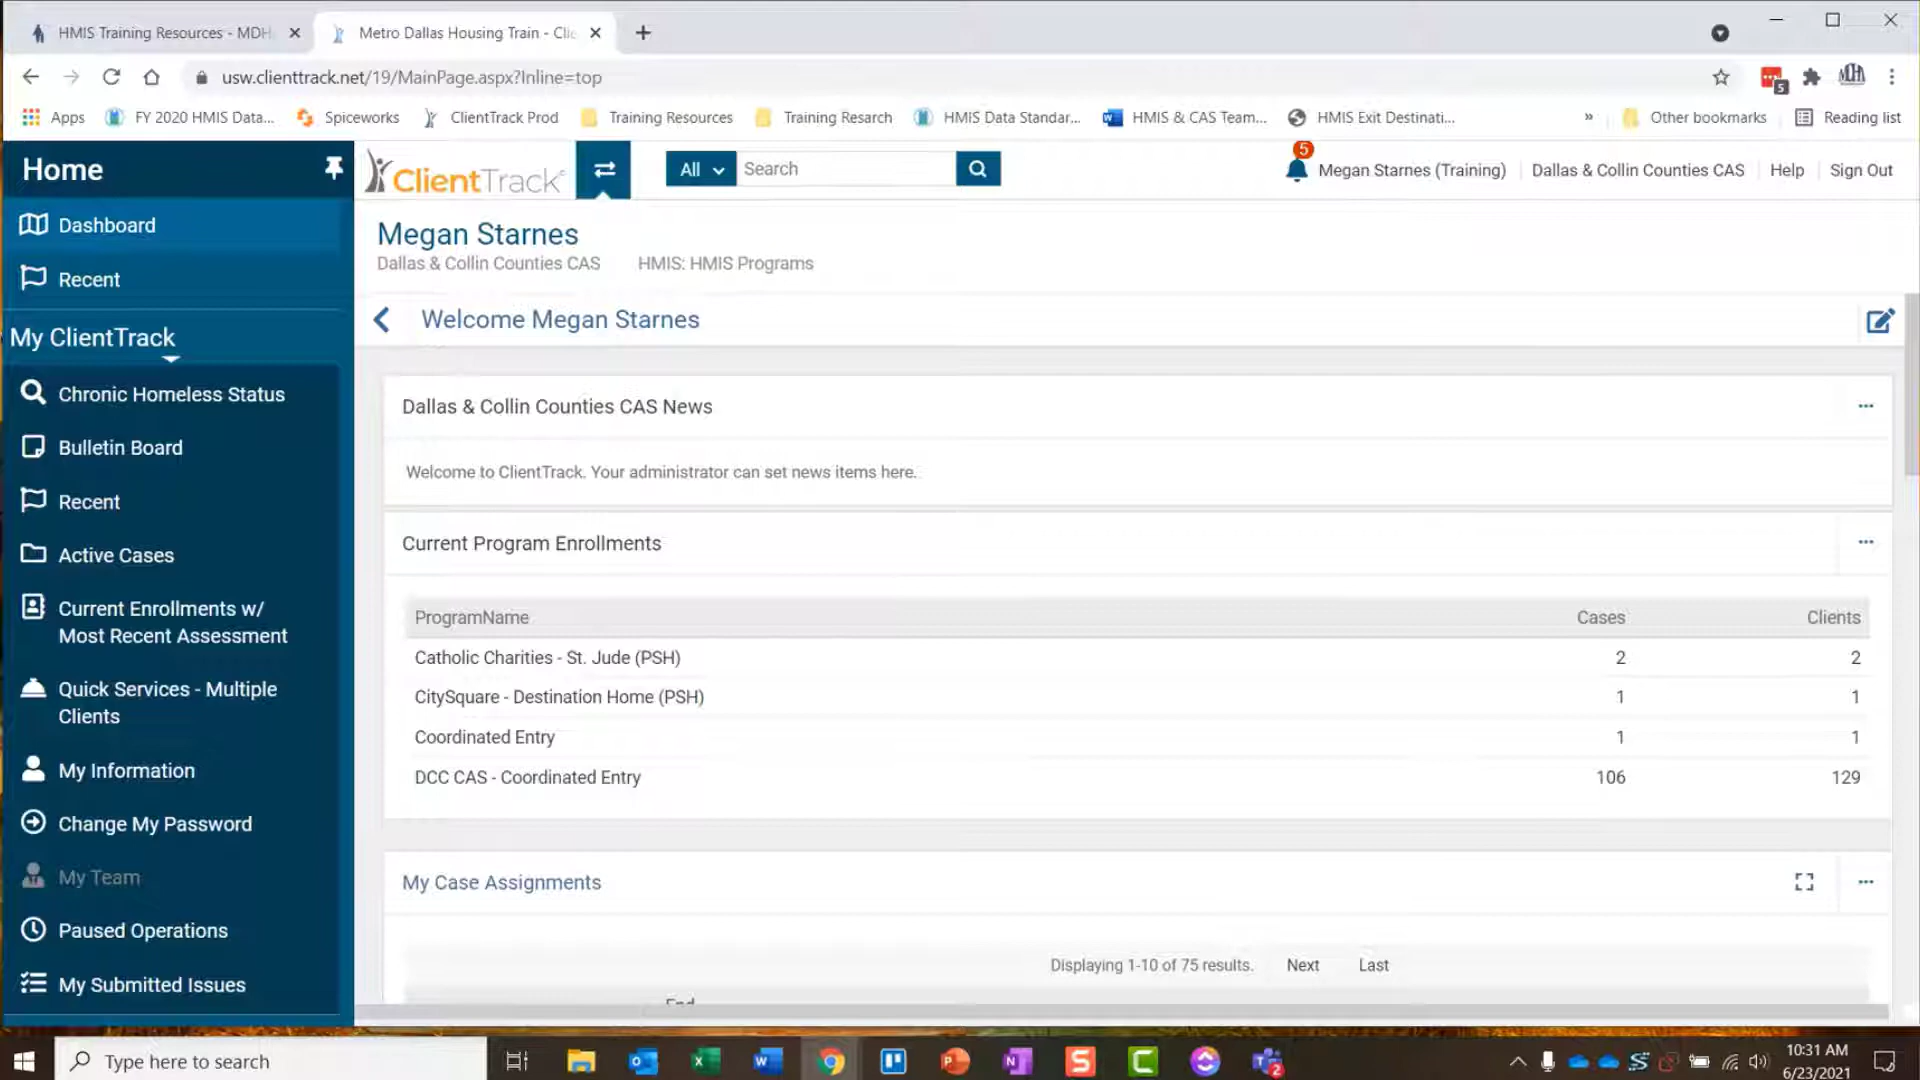 HMIS Training Resources - MDH
Metro Dallas Housing Train - Clie
usw.clienttrack.net/19/MainPage.aspx?Inline=top
5
MDHA
Apps
FY 2020 HMIS Data...
Spiceworks
ClientTrack Prod
Training Resources
Training Resarch
HMIS Data Standar...
HMIS & CAS Team...
HMIS Exit Destinati...
»
Other bookmarks
Reading list
Home
ClientTrack
All
Search
5
Megan Starnes (Training)
Dallas & Collin Counties CAS
Help
Sign Out
Dashboard
Recent
My ClientTrack
Chronic Homeless Status
Bulletin Board
Recent
Active Cases
Current Enrollments w/
Most Recent Assessment
Quick Services - Multiple
Clients
My Information
Change My Password
My Team
Paused Operations
My Submitted Issues
Megan Starnes
Dallas & Collin Counties CAS
HMIS: HMIS Programs
Welcome Megan Starnes
Dallas & Collin Counties CAS News
Welcome to ClientTrack. Your administrator can set news items here.
Current Program Enrollments
ProgramName Cases Clients
Catholic Charities - St. Jude (PSH) 2 2
CitySquare - Destination Home (PSH) 1 1
Coordinated Entry 1 1
DCC CAS - Coordinated Entry 106 129
My Case Assignments
Displaying 1-10 of 75 results. Next Last
End
Type here to search
10:31 AM
6/23/2021